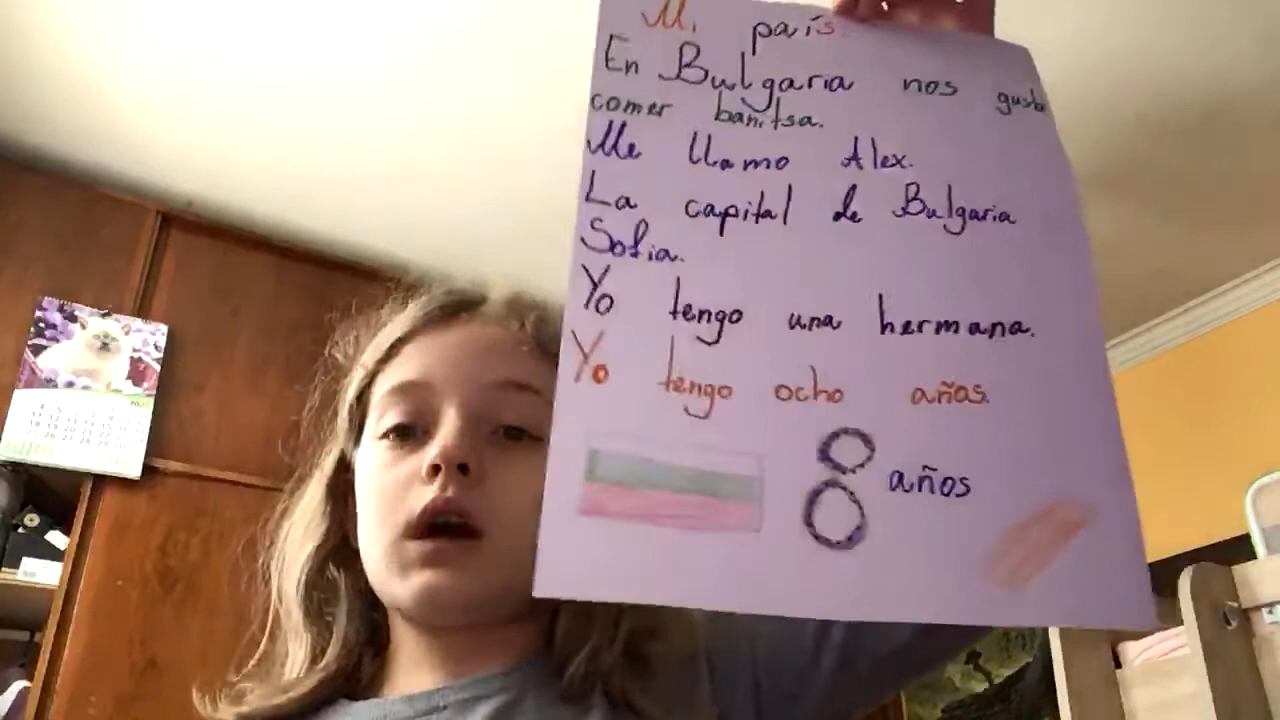 Mi país.
En Bulgaria nos gusta
comer banitsa.
Me llamo Alex.
La capital de Bulgaria
Sofia.
Yo tengo una hermana.
Yo tengo ocho años.
8 años